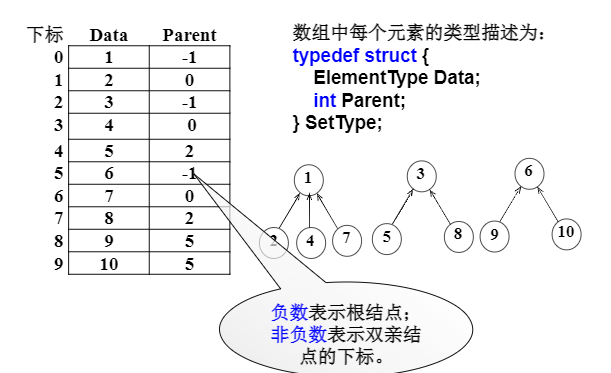 下标 Data Parent
0 1 -1
1 2 0
2 3 -1
3 4 0
4 5 2
5 6 -1
6 7 0
7 8 2
8 9 5
9 10 5
数组中每个元素的类型描述为：
typedef struct {
ElementType Data;
int Parent;
} SetType;
1
2 4 7
3
5 8
6
9 10
负数表示根结点；
非负数表示双亲结
点的下标。